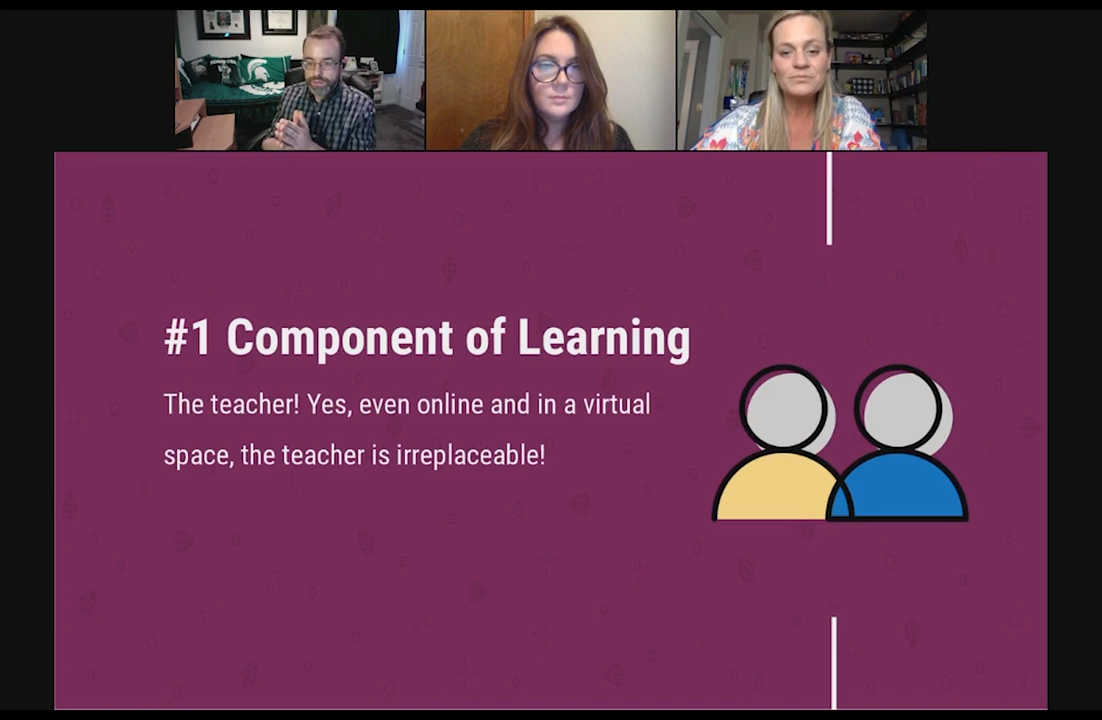 #1 Component of Learning
The teacher! Yes, even online and in a virtual
space, the teacher is irreplaceable!